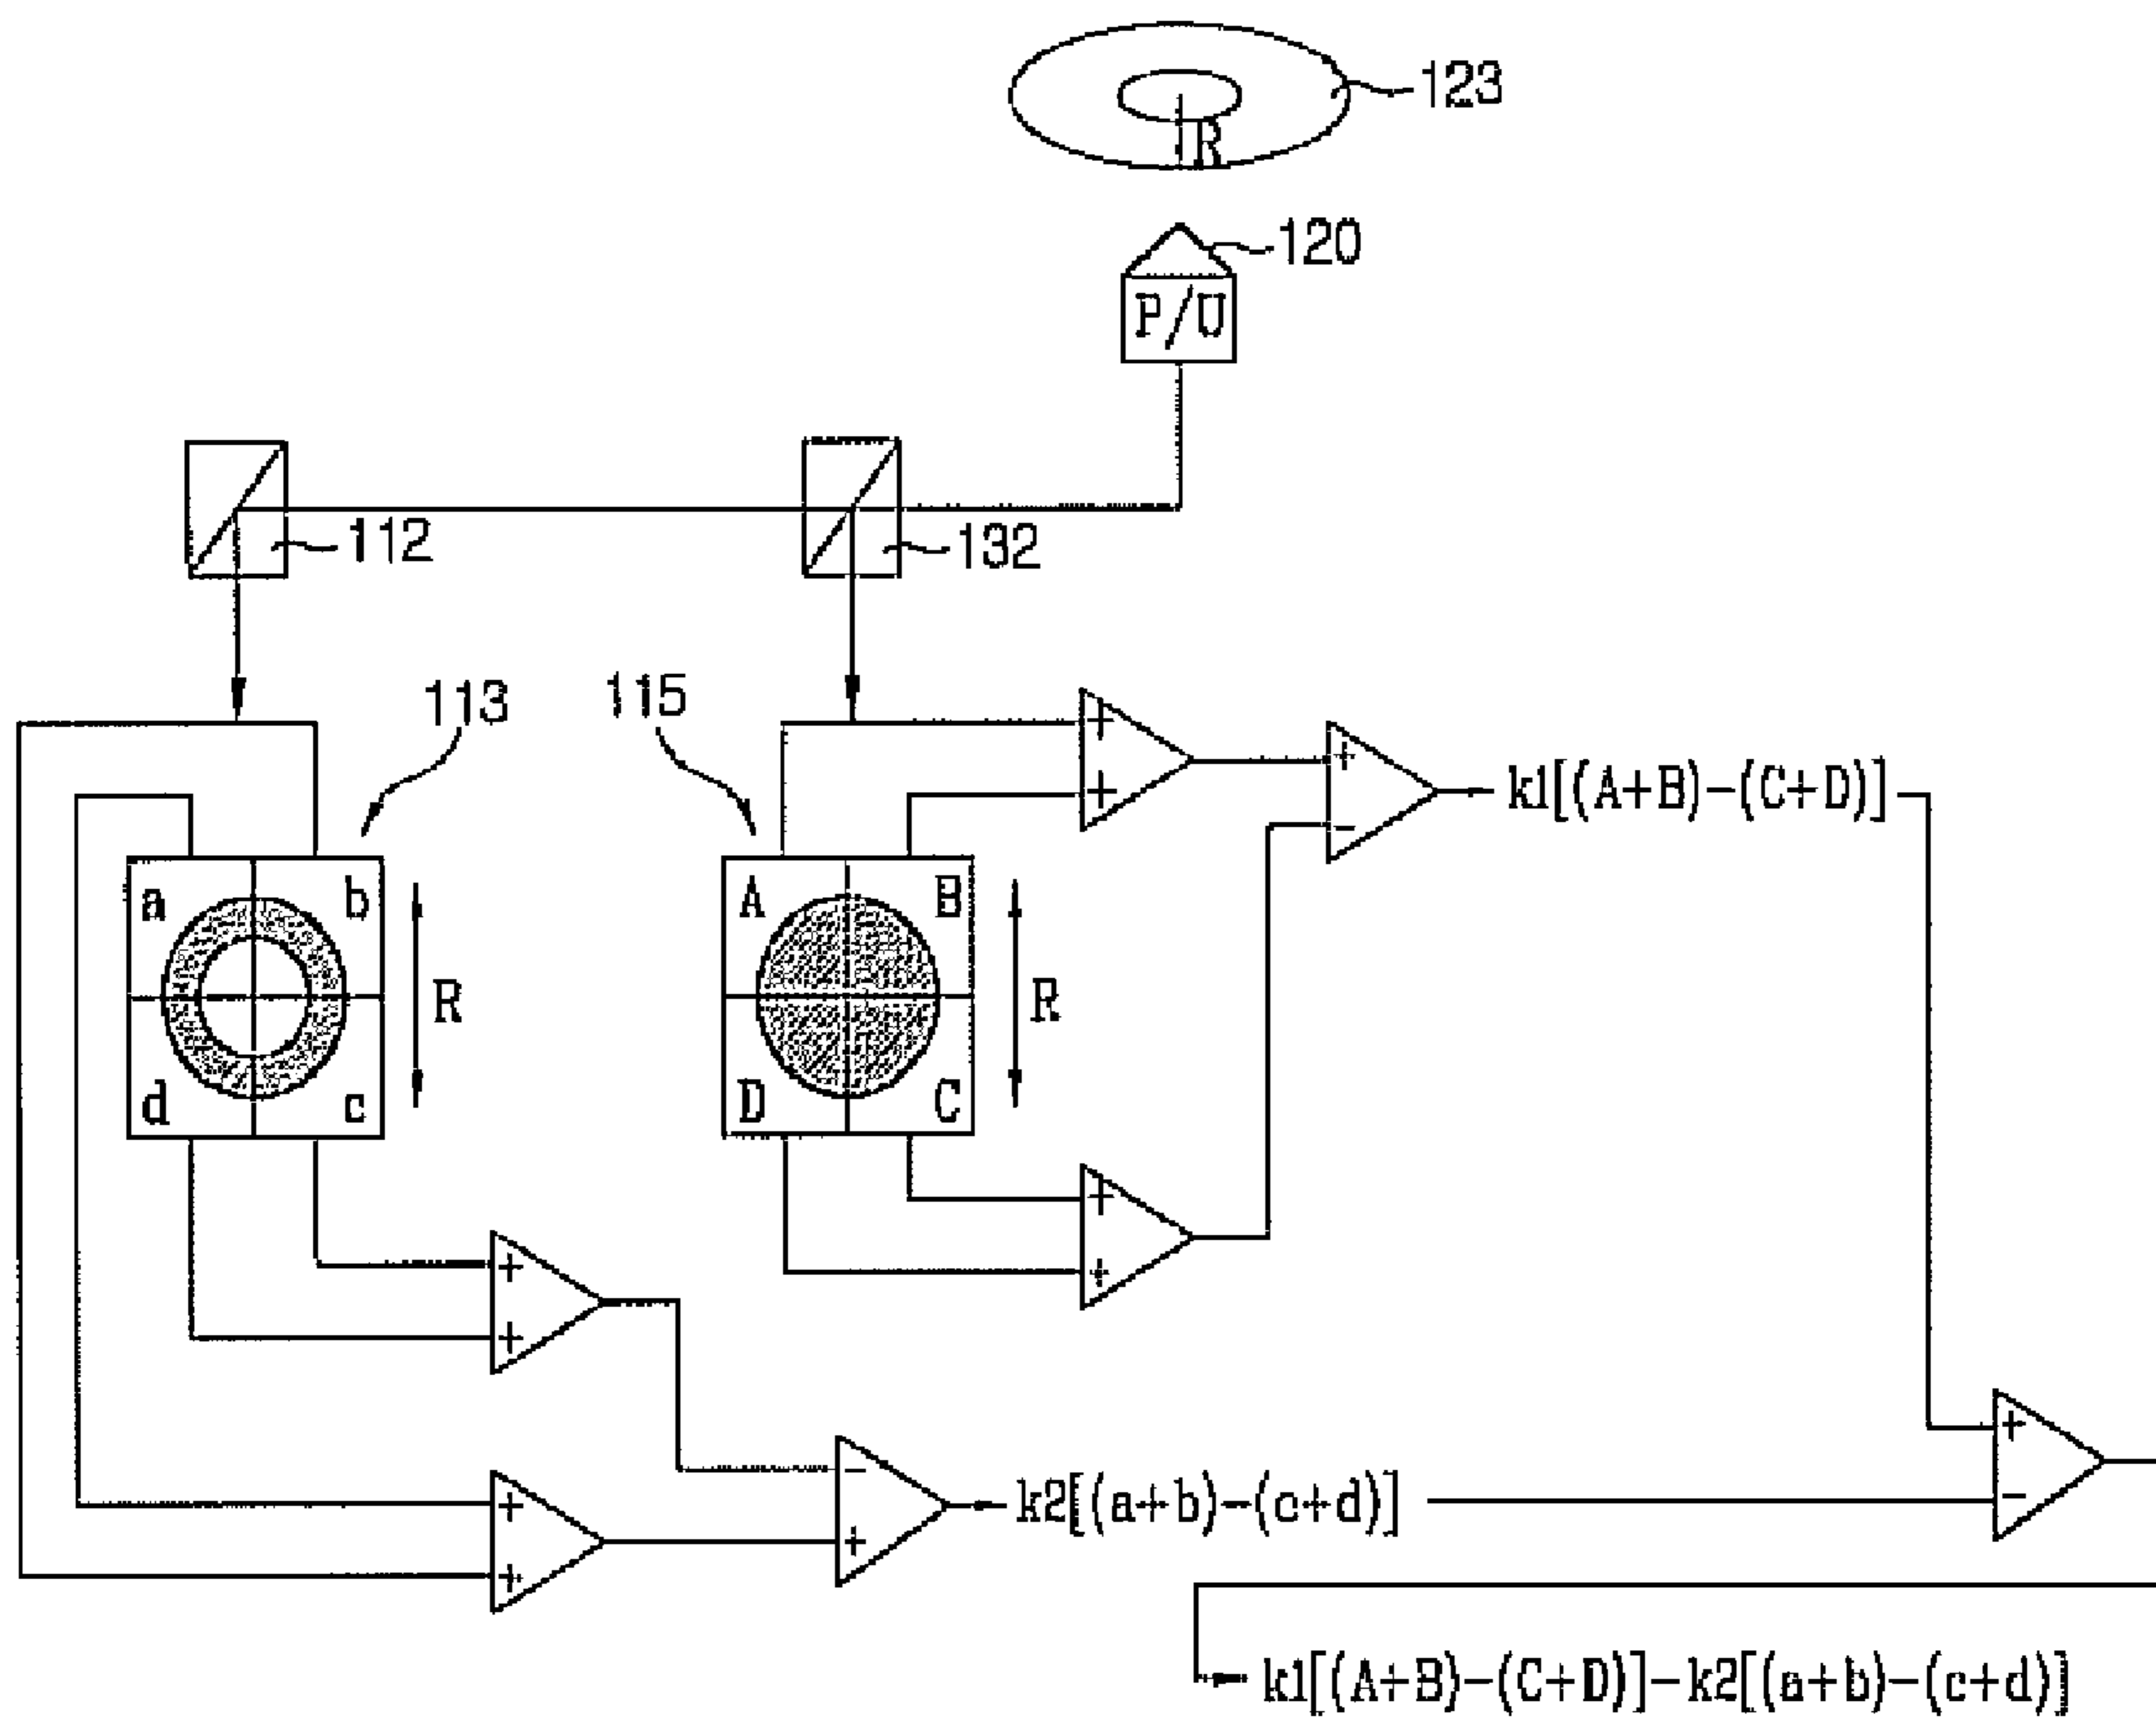 123
R
120
P/U
112
132
113
115
+
+
+
-
k1[(A+B)-(C+D)]
a
b
d
c
R
A
B
D
C
R
+
+
+
+
+
+
-
+
k2[(a+b)-(c+d)]
+
-
k1[(A+B)-(C+D)]-k2[(a+b)-(c+d)]